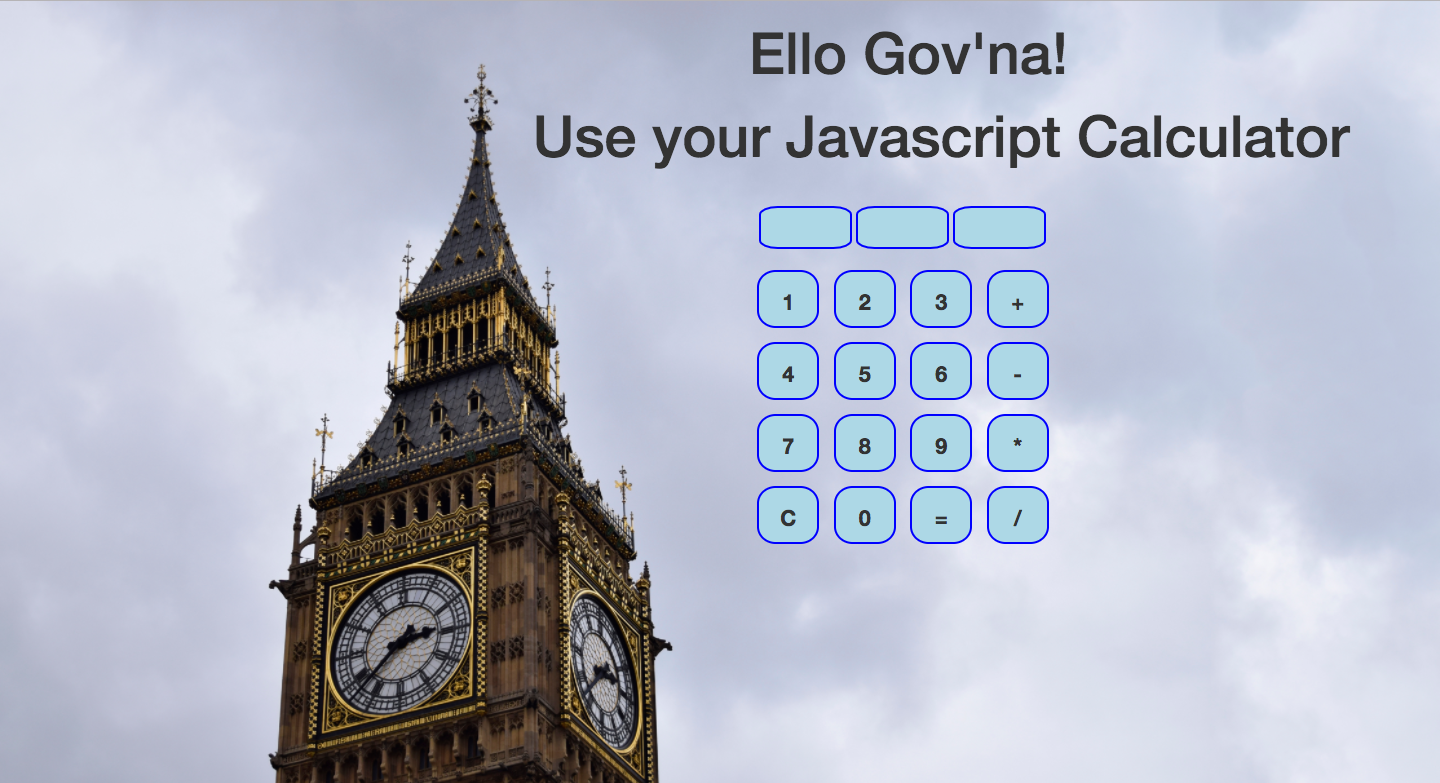 Ello Gov'na!
Use your Javascript Calculator
1 2 3 +
4 5 6 -
7 8 9 *
C 0 = /